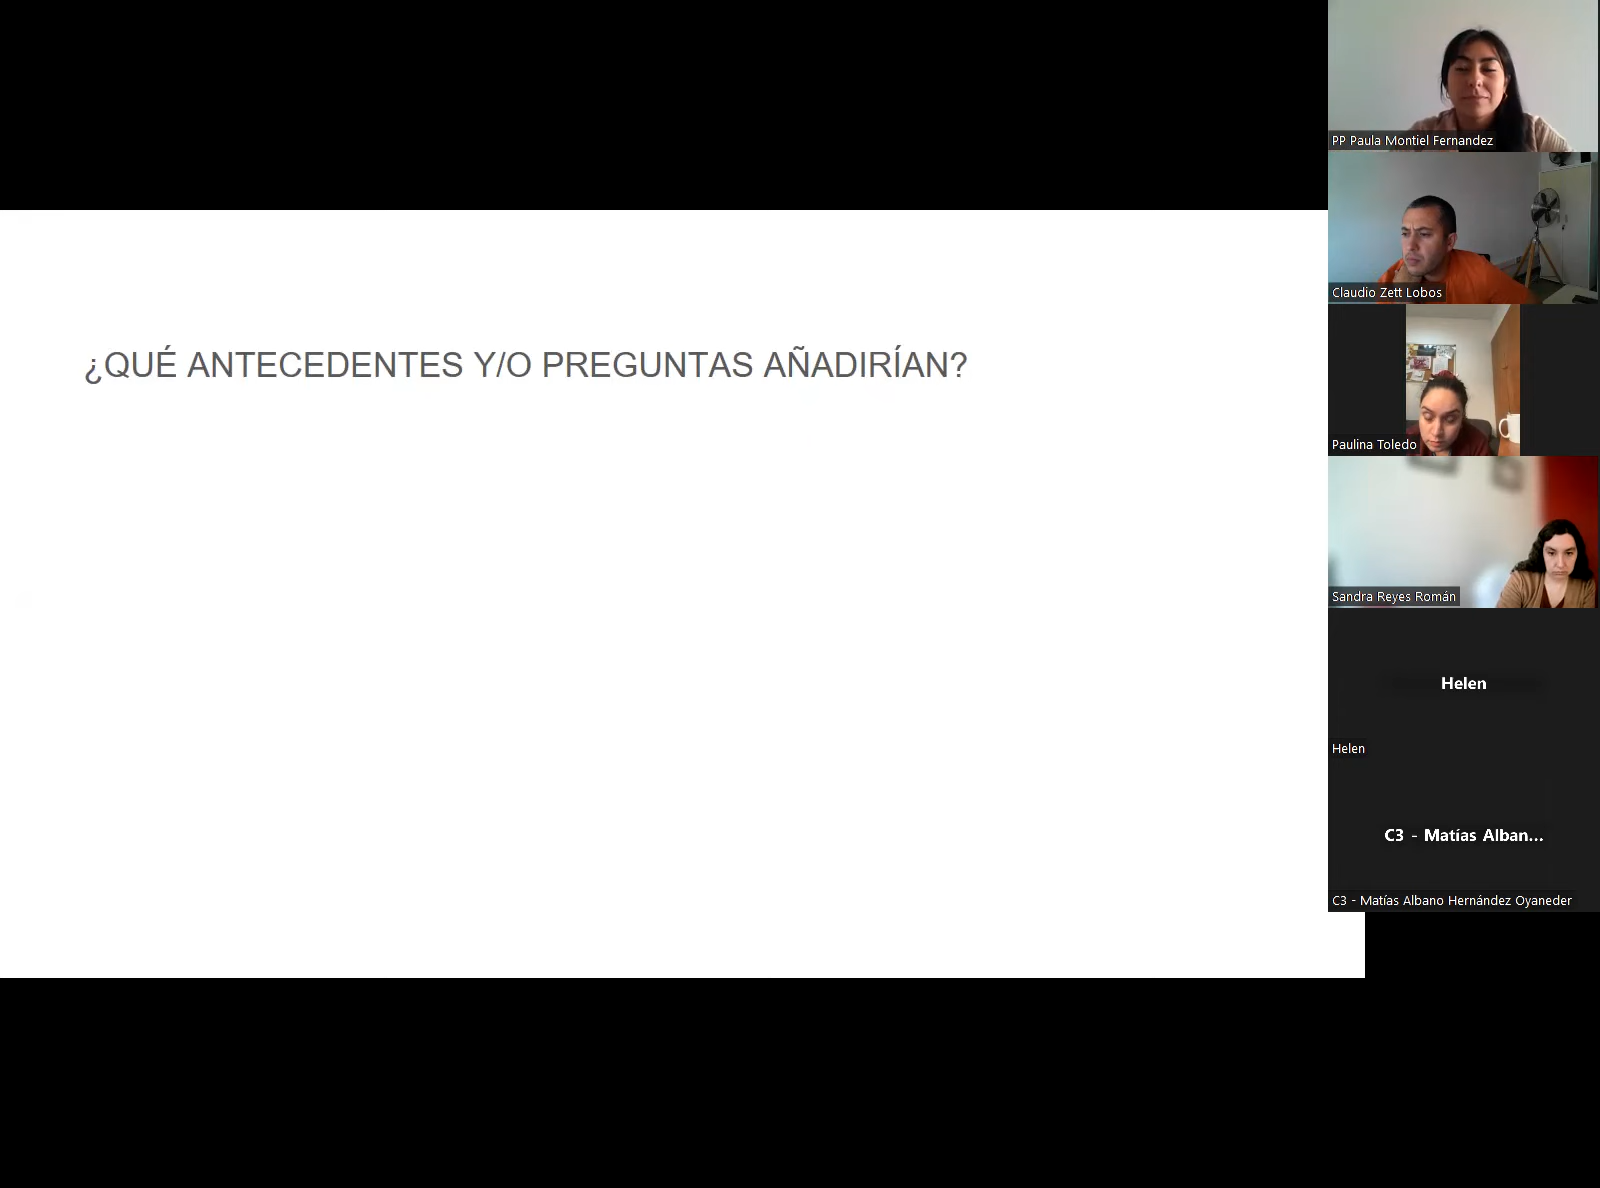 ¿QUÉ ANTECEDENTES Y/O PREGUNTAS AÑADIRÍAN?
PP Paula Montiel Fernandez
Claudio Zett Lobos
Paulina Toledo
Sandra Reyes Román
Helen
Helen
C3 - Matías Alban...
C3 - Matías Albano Hernández Oyaneder